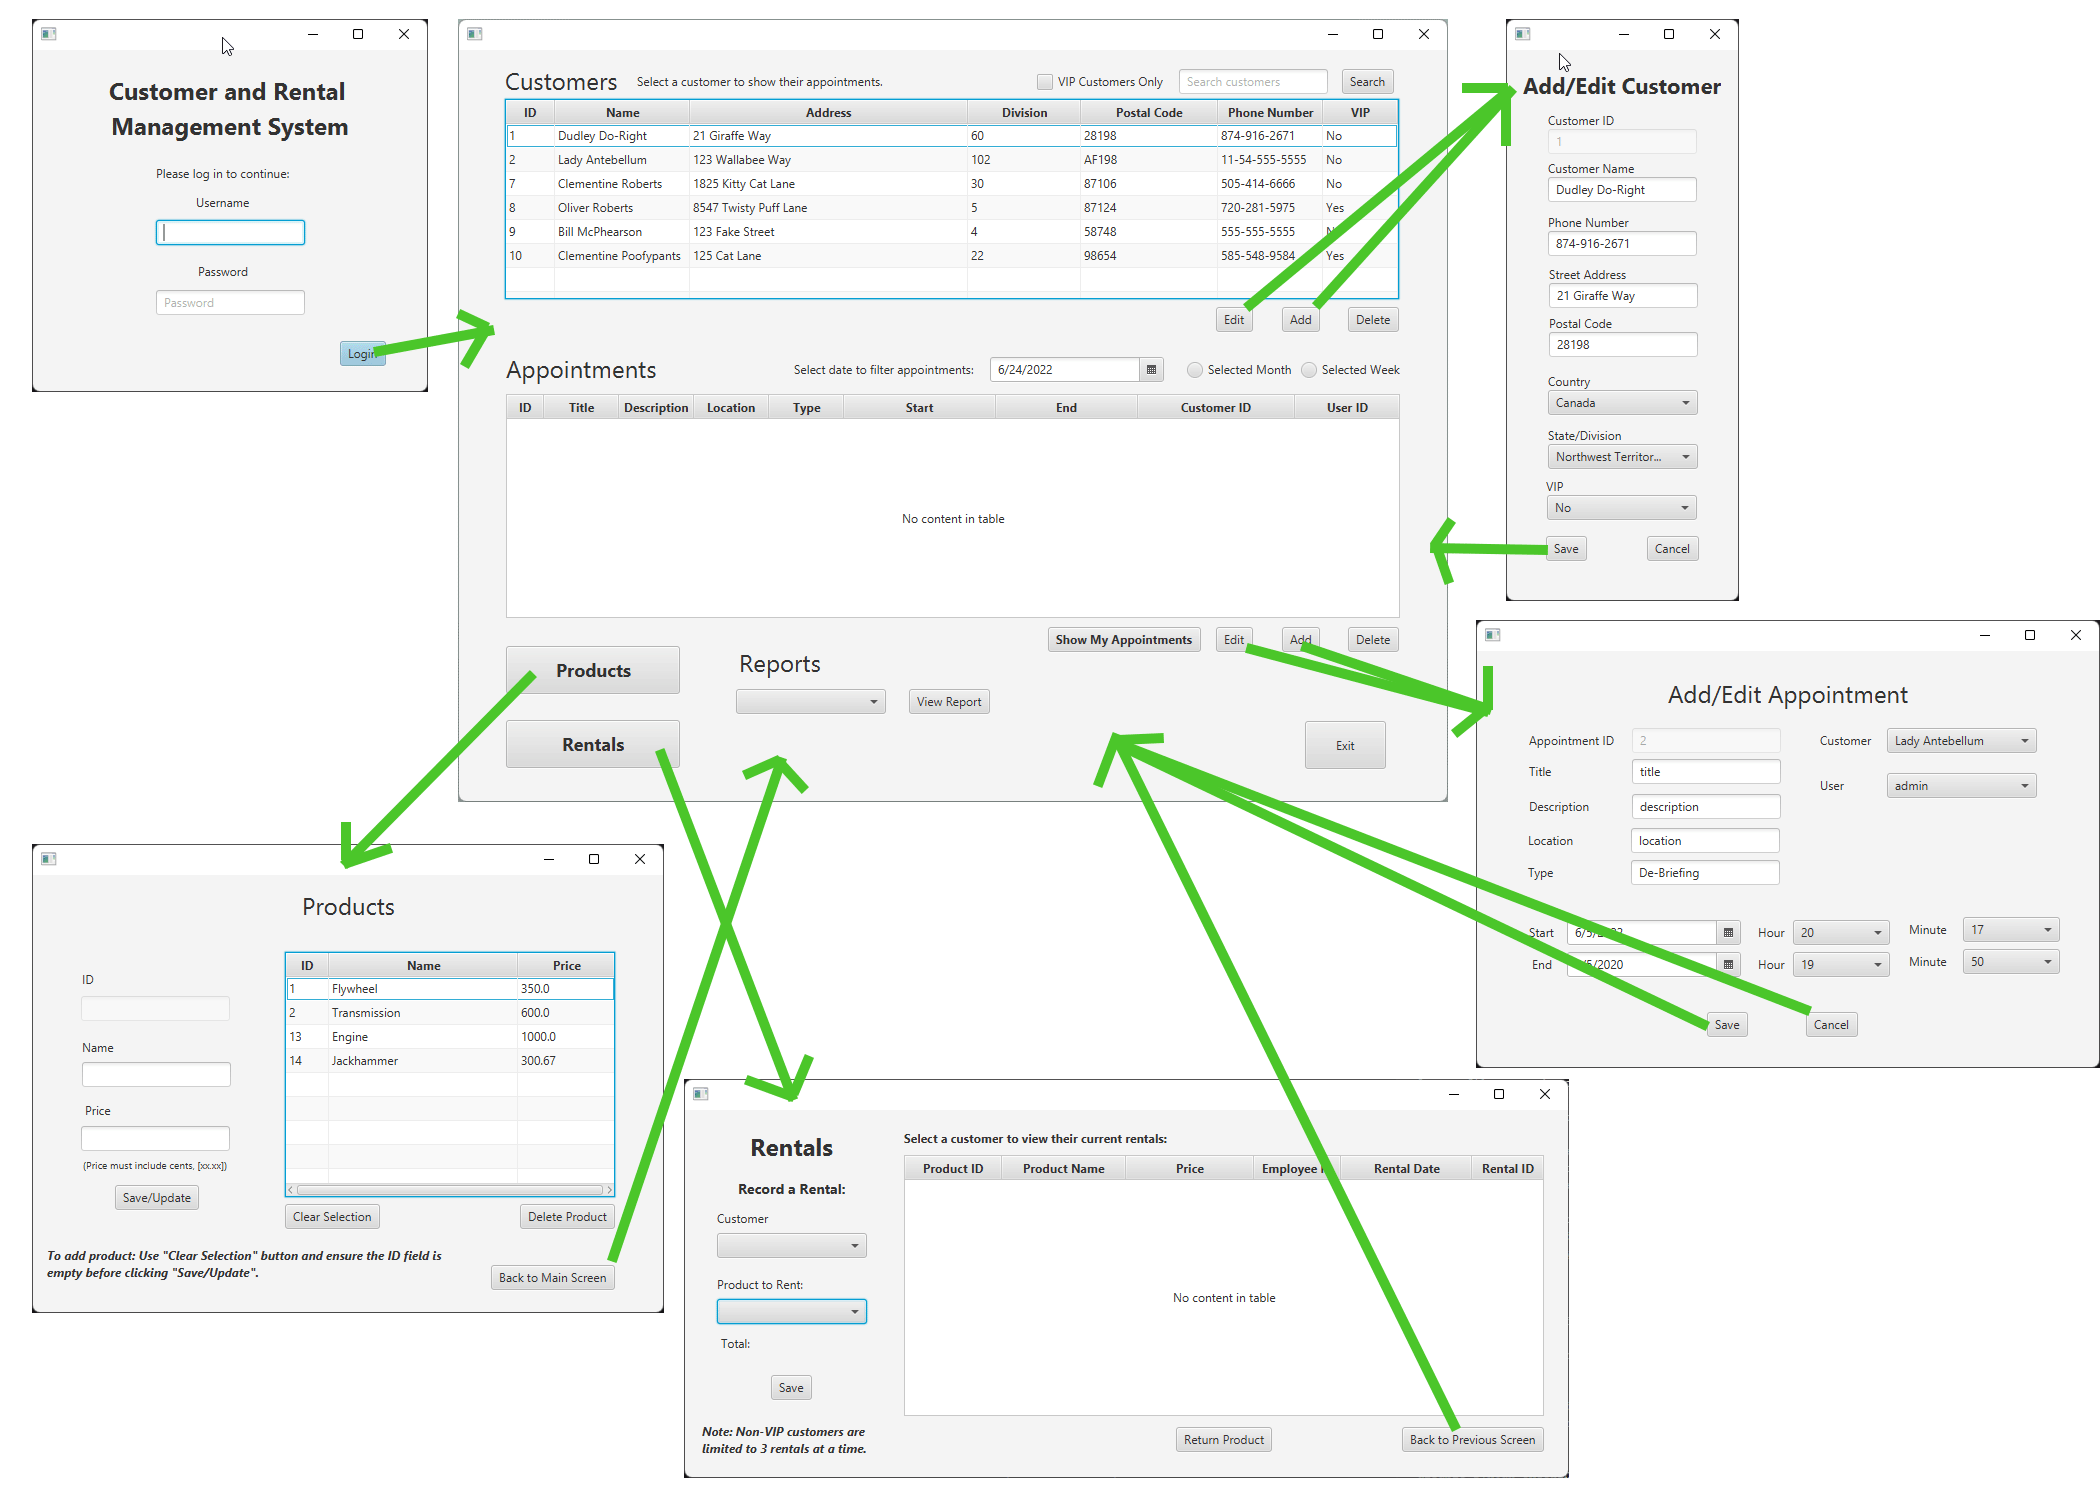 Customer and Rental
Management System
Please log in to continue:
Username
Password
Password
Login
Customers Select a customer to show their appointments. VIP Customers Only Search customers Search
ID Name Address Division Postal Code Phone Number VIP
1 Dudley Do-Right 21 Giraffe Way 60 28198 874-916-2671 No
2 Lady Antebellum 123 Wallabee Way 102 AF198 11-54-555-5555 No
7 Clementine Roberts 1825 Kitty Cat Lane 30 87106 505-414-6666 No
8 Oliver Roberts 8547 Twisty Puff Lane 5 87124 720-281-5975 Yes
9 Bill McPhearson 123 Fake Street 4 58748 555-555-5555
10 Clementine Poofypants 125 Cat Lane 22 98654 585-548-9584 Yes
Edit Add Delete
Appointments Select date to filter appointments: 6/24/2022 Selected Month Selected Week
ID Title Description Location Type Start End Customer ID User ID
No content in table
Show My Appointments Edit Add Delete
Products
Reports
View Report
Rentals
Exit
Add/Edit Customer
Customer ID
1
Customer Name
Dudley Do-Right
Phone Number
874-916-2671
Street Address
21 Giraffe Way
Postal Code
28198
Country
Canada
State/Division
Northwest Territor...
VIP
No
Save Cancel
Add/Edit Appointment
Appointment ID 2 Customer Lady Antebellum
Title title
User admin
Description description
Location location
Type De-Briefing
Start Hour 20 Minute 17
End /5/2020 Hour 19 Minute 50
Save Cancel
Products
ID Name Price
1 Flywheel 350.0
2 Transmission 600.0
13 Engine 1000.0
14 Jackhammer 300.67
ID
Name
Price
(Price must include cents, [xx.xx])
Save/Update
Clear Selection Delete Product
To add product: Use "Clear Selection" button and ensure the ID field is
empty before clicking "Save/Update".
Back to Main Screen
Rentals
Record a Rental:
Customer
Product to Rent:
Total:
Save
Note: Non-VIP customers are
limited to 3 rentals at a time.
Select a customer to view their current rentals:
Product ID Product Name Price Employee Rental Date Rental ID
No content in table
Return Product Back to Previous Screen